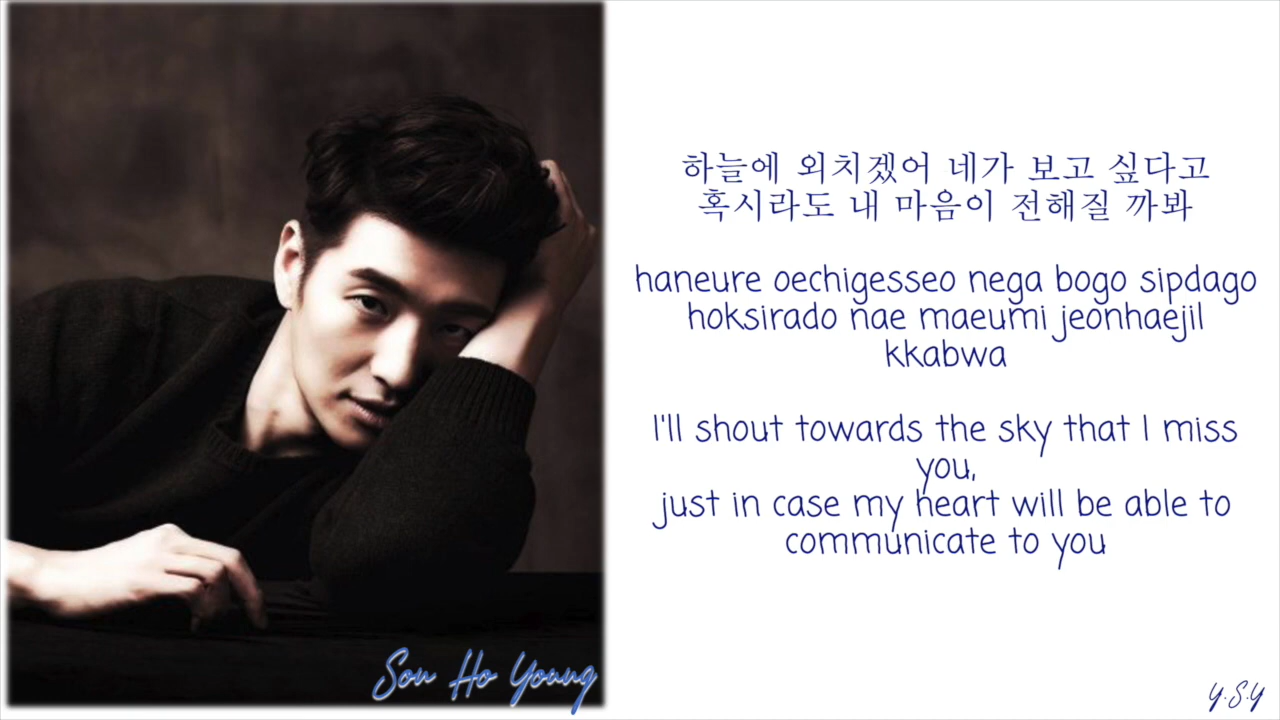 하늘에 외치겠어 네가 보고 싶다고
혹시라도 내 마음이 전해질 까봐
haneure oechigesseo nega bogo sipdago
hoksirado nae maeumi jeonhaejil
kkabwa
I'll shout towards the sky that I miss
you,
just in case my heart will be able to
communicate to you
Son Ho Young
Y.S.Y